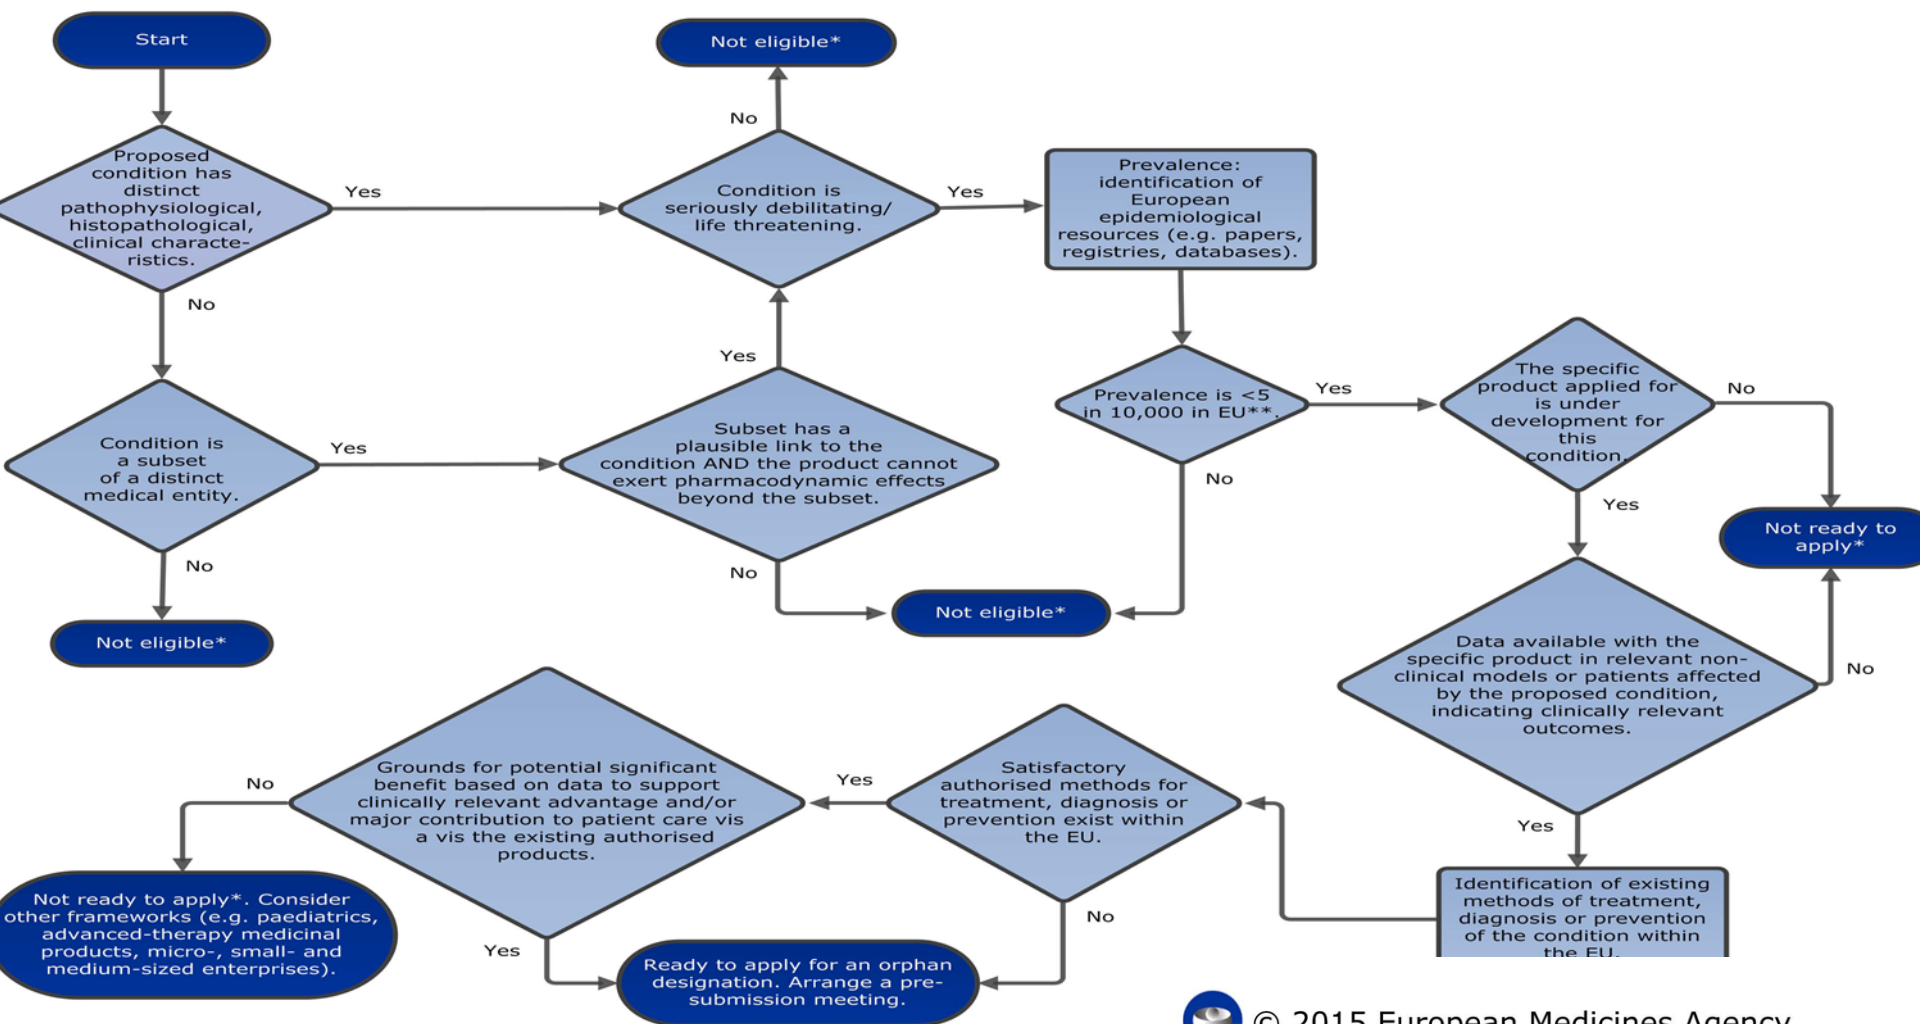 Start
Not eligible*
No
Proposed
condition has
distinct
pathophysiological,
histopathological,
clinical characte-
ristics.
Yes
Condition is
seriously debilitating/
life threatening.
Yes
Prevalence:
identification of
European
epidemiological
resources (e.g. papers,
registries, databases).
No
Yes
Prevalence is <5
in 10,000 in EU**.
Yes
The specific
product applied for
is under
development for
this
condition.
No
Condition is
a subset
of a distinct
medical entity.
Yes
Subset has a
plausible link to the
condition AND the product cannot
exert pharmacodynamic effects
beyond the subset.
No
Yes
Not ready to
apply*
No
No
Not eligible*
Not eligible*
Data available with the
specific product in relevant non-
clinical models or patients affected
by the proposed condition,
indicating clinically relevant
outcomes.
No
Yes
Identification of existing
methods of treatment,
diagnosis or prevention
of the condition within
the EU.
Satisfactory
authorised methods for
treatment, diagnosis or
prevention exist within
the EU.
Yes
No
Grounds for potential significant
benefit based on data to support
clinically relevant advantage and/or
major contribution to patient care vis
a vis the existing authorised
products.
No
Yes
Not ready to apply*. Consider
other frameworks (e.g. paediatrics,
advanced-therapy medicinal
products, micro-, small- and
medium-sized enterprises).
Ready to apply for an orphan
designation. Arrange a pre-
submission meeting.
© 2015 European Medicines Agency